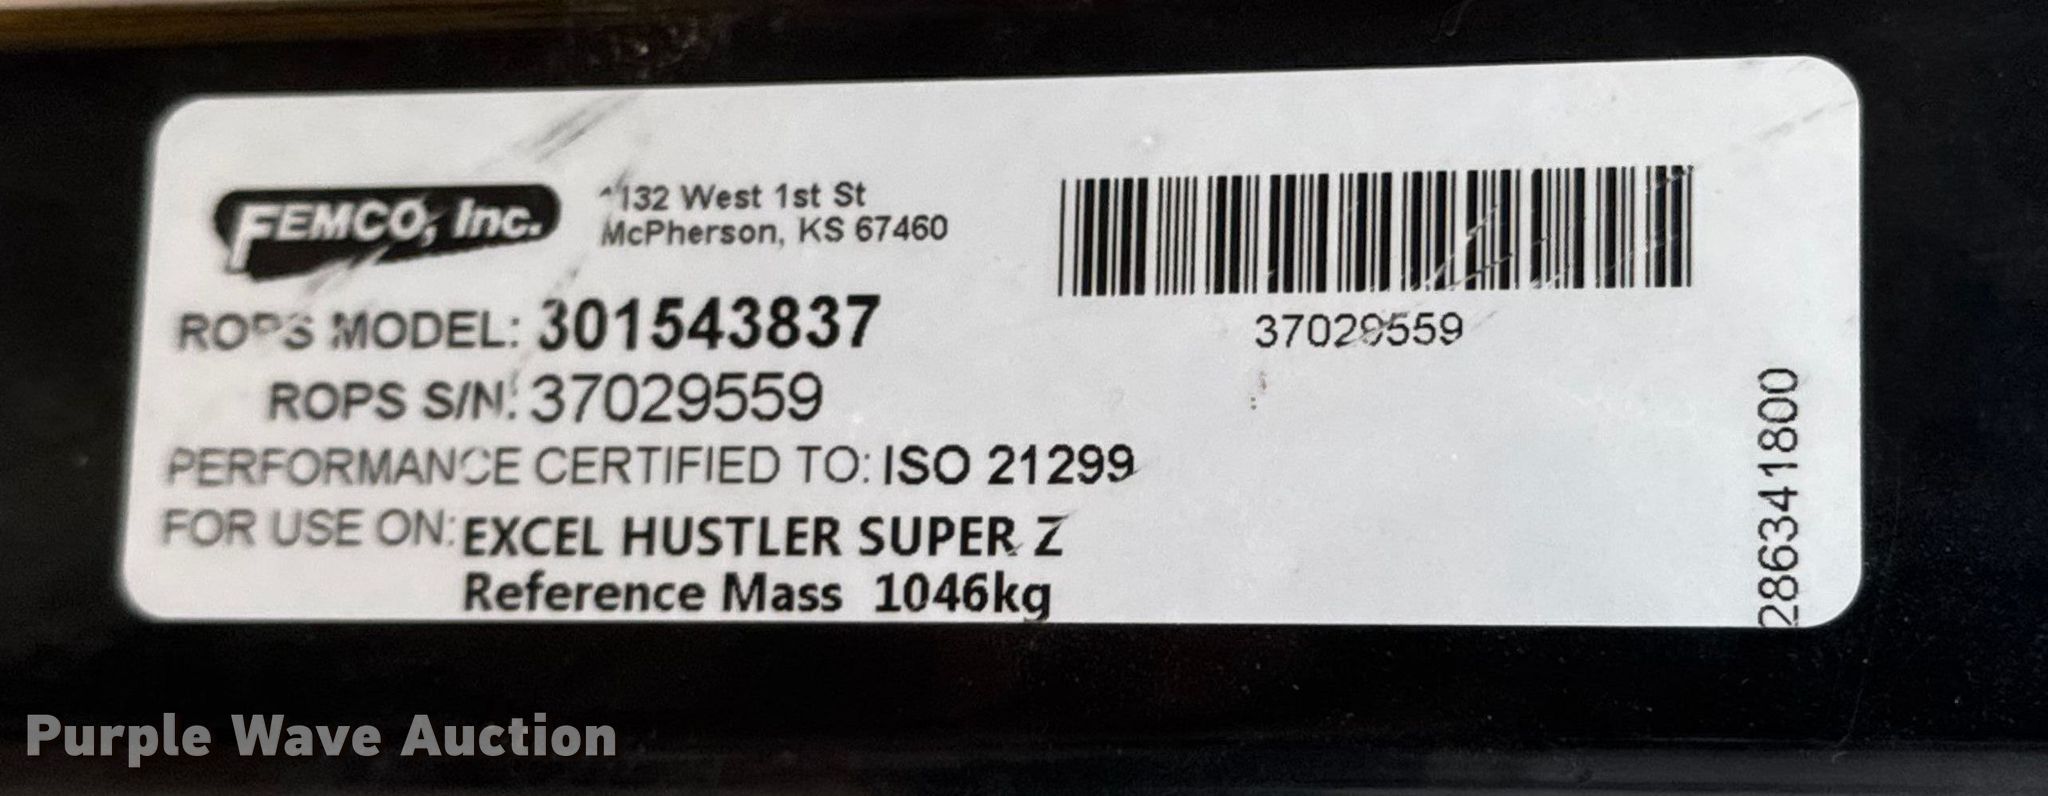 FEMCO, Inc.
1132 West 1st St
McPherson, KS 67460
37029559
ROPS MODEL: 301543837
ROPS S/N: 37029559
PERFORMANCE CERTIFIED TO: ISO 21299
FOR USE ON: EXCEL HUSTLER SUPER Z
Reference Mass 1046kg
286341800
Purple Wave Auction